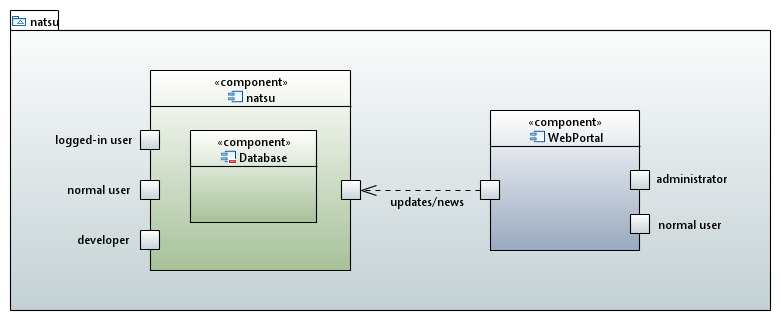 natsu
«component»
natsu
logged-in user
«component»
Database
normal user
developer
updates/news
«component»
WebPortal
administrator
normal user